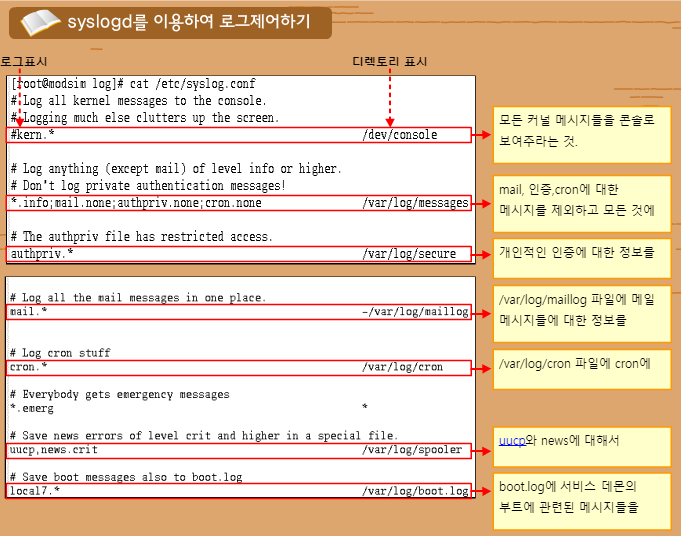 syslogd를 이용하여 로그제어하기
로그표시
디렉토리 표시
[root@modsim log]# cat /etc/syslog.conf
# Log all kernel messages to the console.
# Logging much else clutters up the screen.
#kern.* /dev/console
모든 커널 메시지들을 콘솔로
보여주라는 것.
# Log anything (except mail) of level info or higher.
# Don't log private authentication messages!
*.info;mail.none;authpriv.none;cron.none /var/log/messages
mail, 인증,cron에 대한
메시지를 제외하고 모든 것에
# The authpriv file has restricted access.
authpriv.* /var/log/secure
개인적인 인증에 대한 정보를
# Log all the mail messages in one place.
mail.* -/var/log/maillog
/var/log/maillog 파일에 메일
메시지들에 대한 정보를
# Log cron stuff
cron.* /var/log/cron
/var/log/cron 파일에 cron에
# Everybody gets emergency messages
*.emerg *
# Save news errors of level crit and higher in a special file.
uucp,news.crit /var/log/spooler
uucp와 news에 대해서
# Save boot messages also to boot.log
local7.* /var/log/boot.log
boot.log에 서비스 데몬의
부트에 관련된 메시지들을